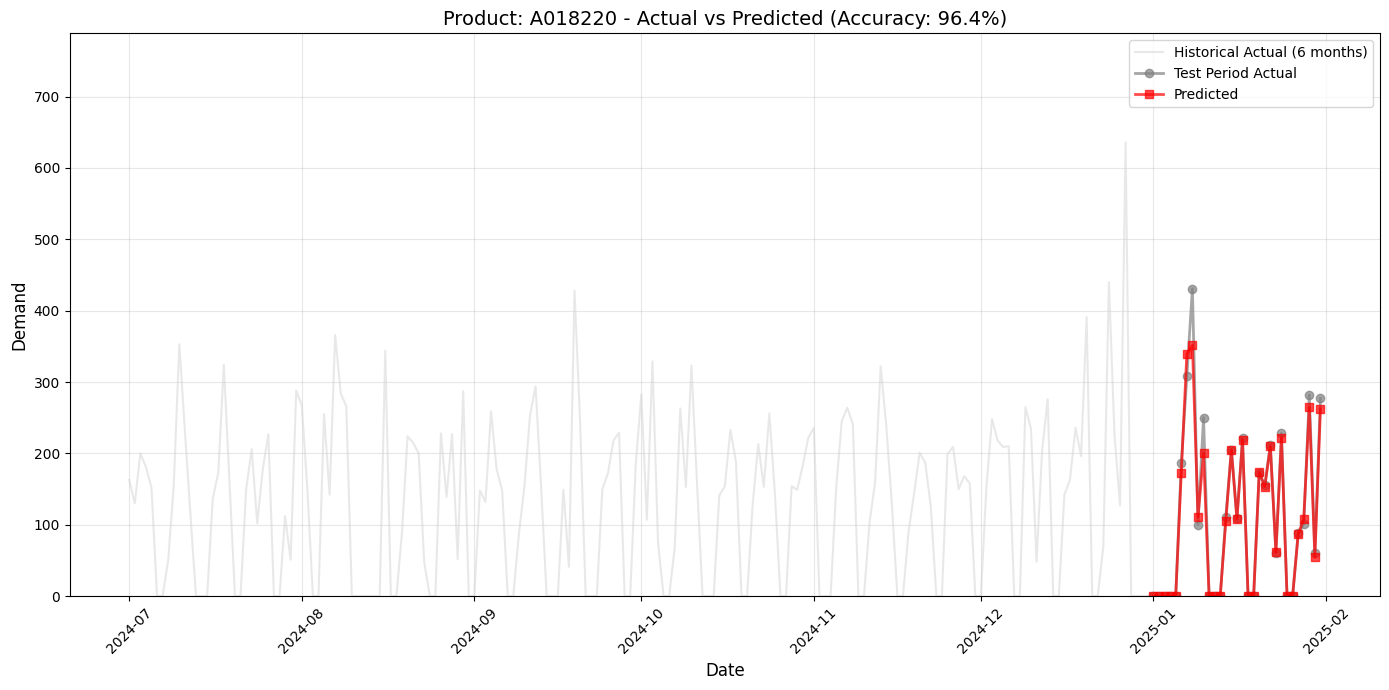 Product: A018220 - Actual vs Predicted (Accuracy: 96.4%)
Historical Actual (6 months)
Test Period Actual
Predicted
Demand
700
600
500
400
300
200
100
0
2024-07
2024-08
2024-09
2024-10
2024-11
2024-12
2025-01
2025-02
Date